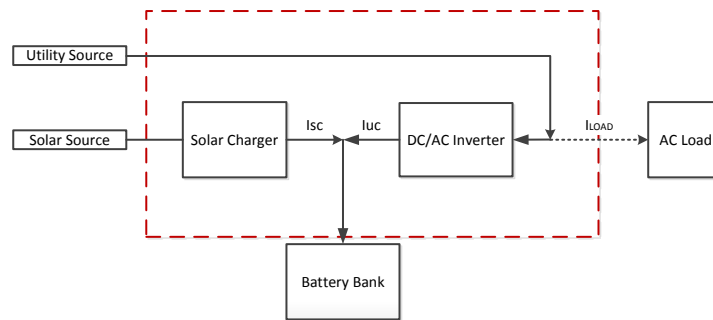 Utility Source
Solar Source
Solar Charger
Isc
Iuc
DC/AC Inverter
ILOAD
AC Load
Battery Bank